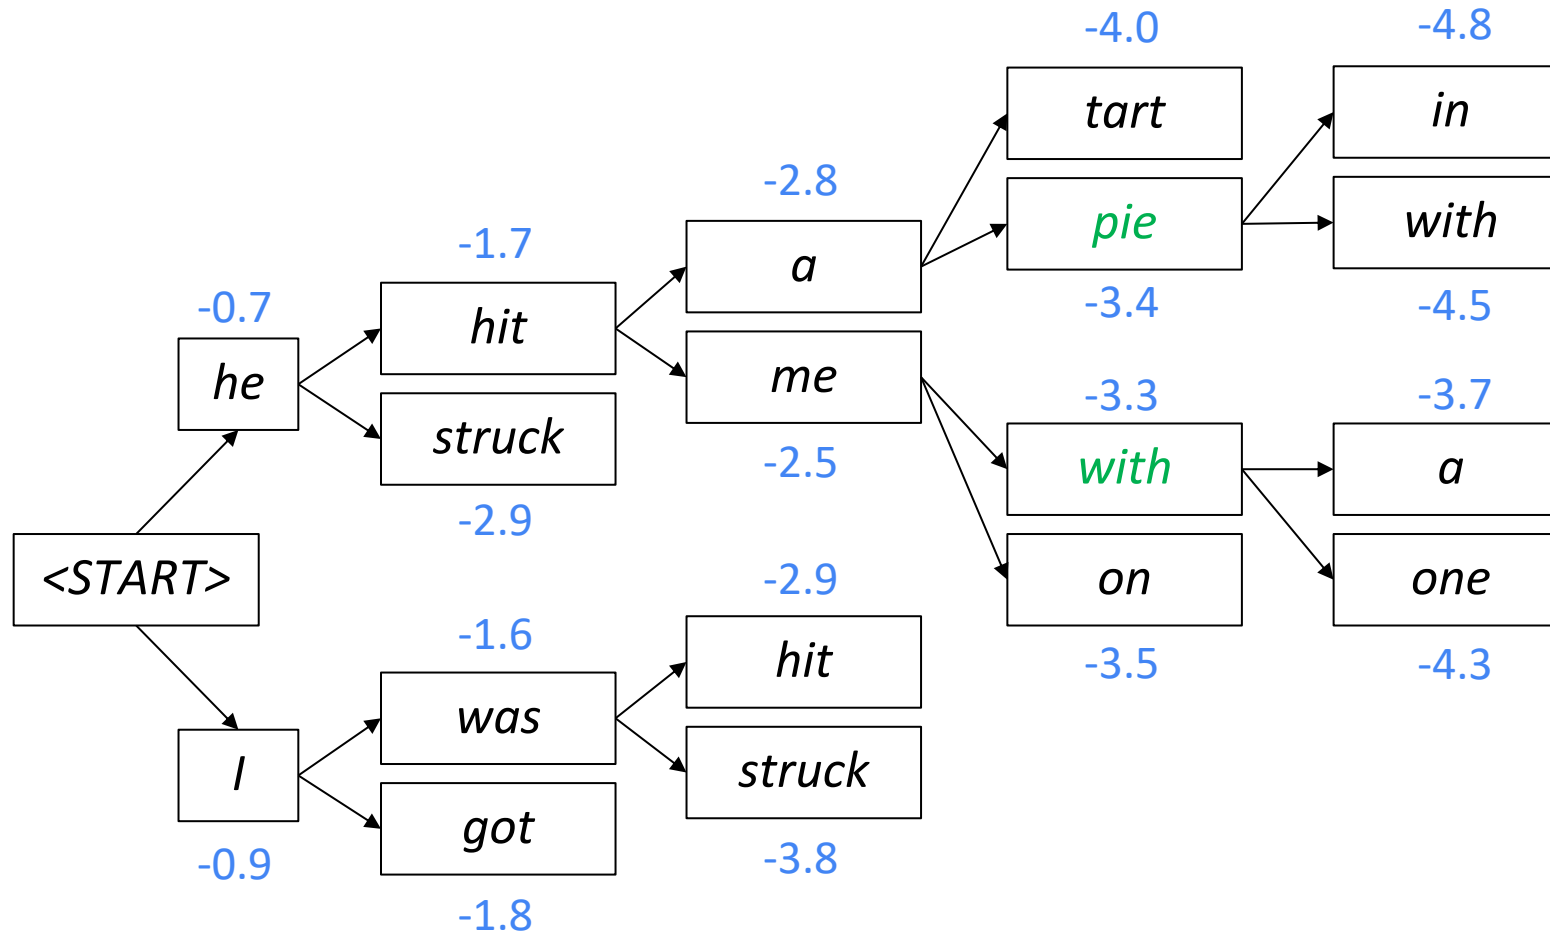 -4.0
-4.8
tart
in
-2.8
pie
with
-1.7
a
-3.4
-4.5
-0.7
hit
me
-3.3
-3.7
he
struck
-2.5
with
a
-2.9
<START>
-2.9
on
one
-1.6
hit
-3.5
-4.3
was
I
struck
got
-0.9
-3.8
-1.8